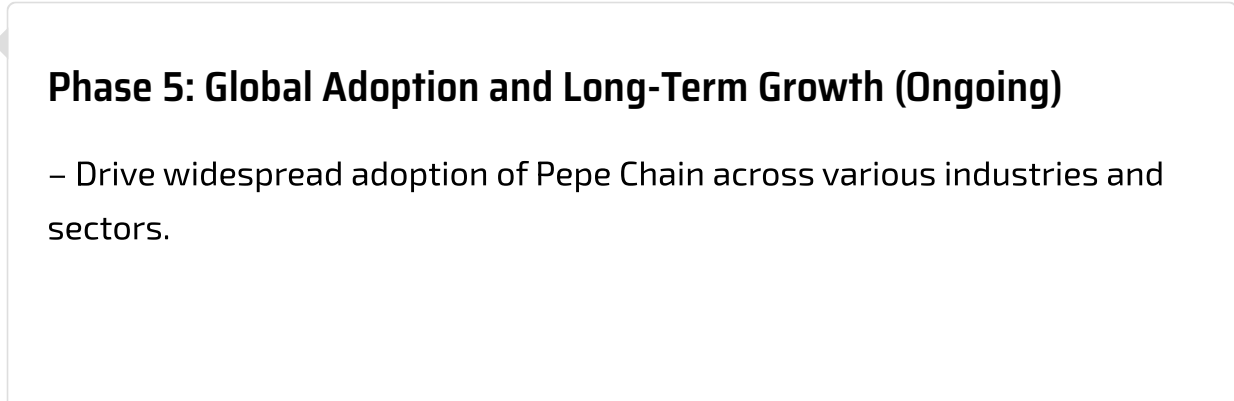 Phase 5: Global Adoption and Long-Term Growth (Ongoing)
– Drive widespread adoption of Pepe Chain across various industries and
sectors.